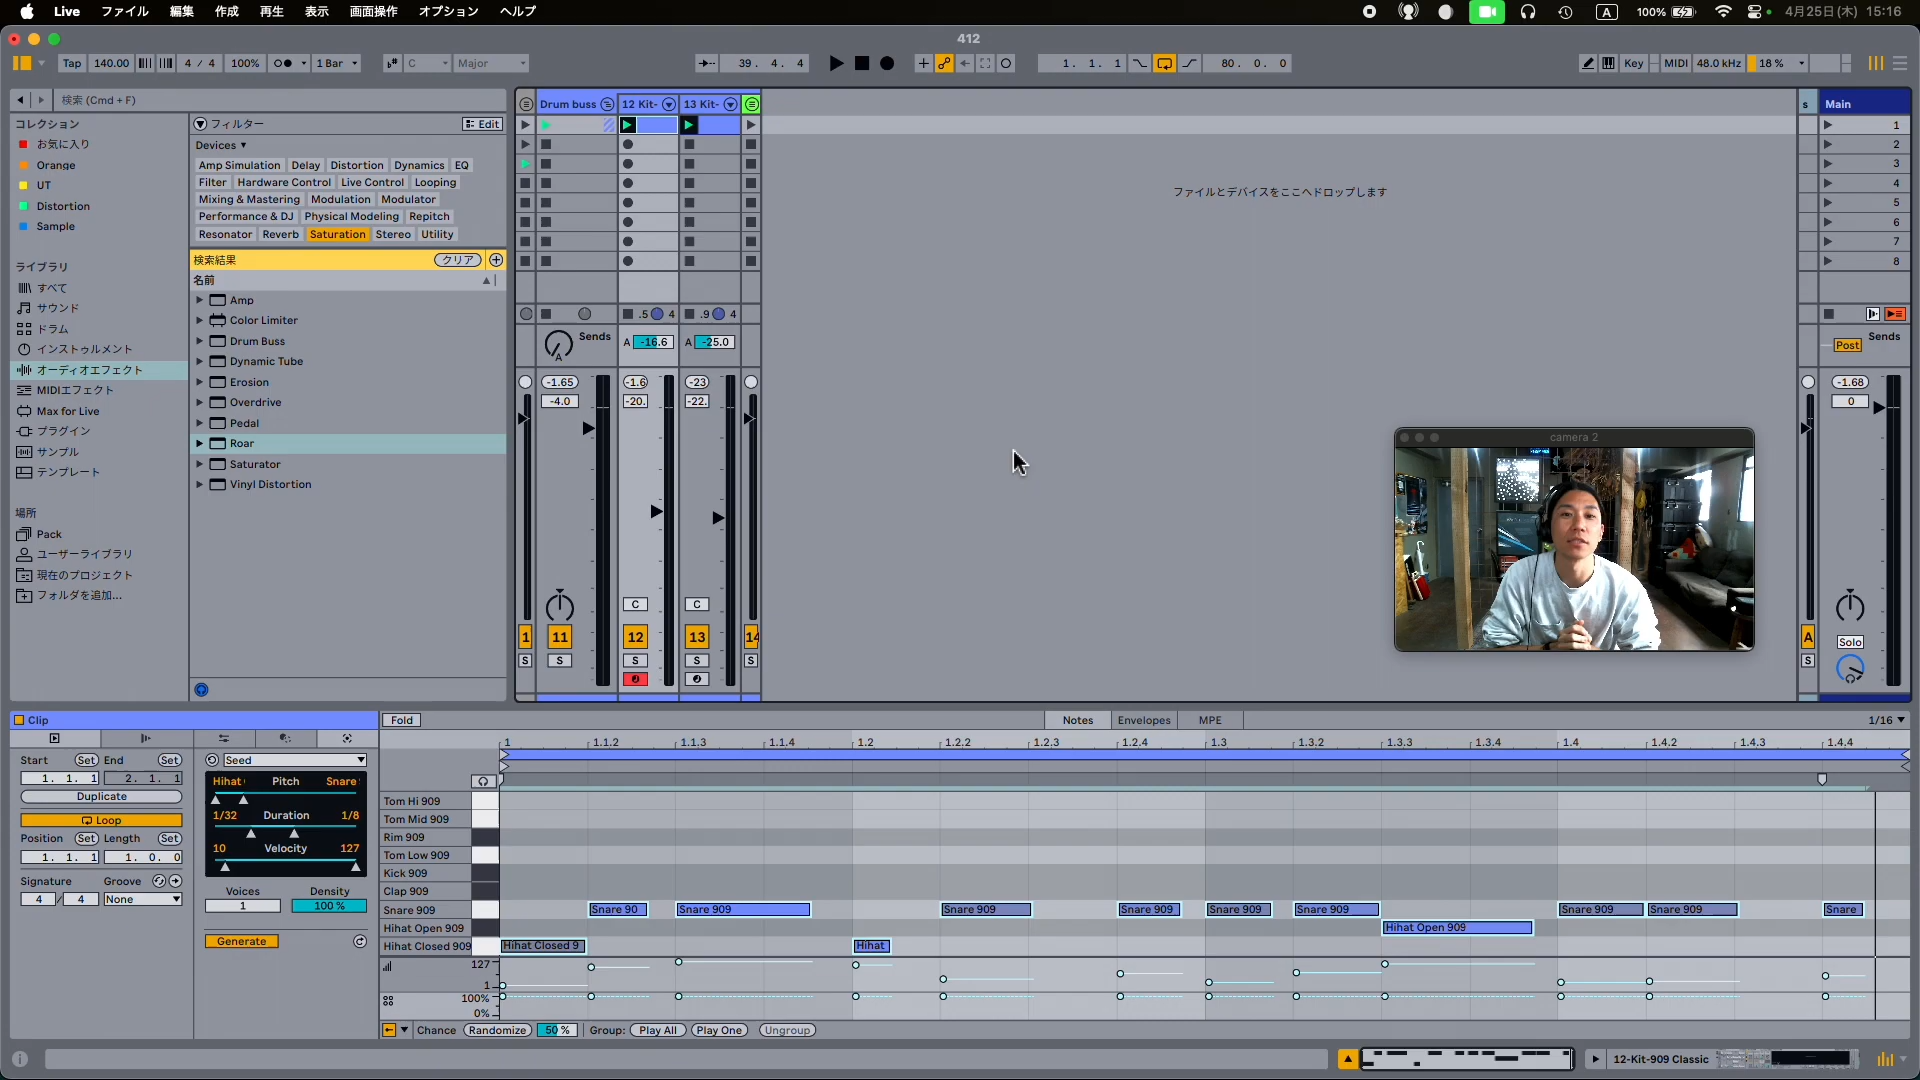 Live ファイル 編集 作成 再生 表示 画面操作 オプション ヘルプ
A 100% 4月25日(木) 15:16
412
Tap 140.00 4 / 4 100% 1 Bar C Major 39. 4. 4 1. 1. 1 80. 0. 0 Key MIDI 48.0 kHz 18 %
検索 (Cmd + F)
コレクション
お気に入り
Orange
UT
Distortion
Sample
ライブラリ
すべて
サウンド
ドラム
インストゥルメント
オーディオエフェクト
MIDIエフェクト
Max for Live
プラグイン
サンプル
テンプレート
場所
Pack
ユーザーライブラリ
現在のプロジェクト
フォルダを追加...
フィルター Edit
Devices
Amp Simulation Delay Distortion Dynamics EQ
Filter Hardware Control Live Control Looping
Mixing & Mastering Modulation Modulator
Performance & DJ Physical Modeling Repitch
Resonator Reverb Saturation Stereo Utility
検索結果 クリア
名前
Amp
Color Limiter
Drum Buss
Dynamic Tube
Erosion
Overdrive
Pedal
Roar
Saturator
Vinyl Distortion
Drum buss 12 Kit- 13 Kit- s Main
1
2
3
4
5
6
7
8
ファイルとデバイスをここへドロップします
.5 4 .9 4
Sends A -16.6 A -25.0 Sends
A Post
-1.65 -1.6 -23 -1.68
-4.0 -20. -22. 0
C C
1 11 12 13 14 A Solo
S S S S S S
camera 2
Clip
Start Set End Set
1. 1. 1 2. 1. 1
Duplicate
Loop
Position Set Length Set
1. 1. 1 1. 0. 0
Signature Groove
4 / 4 None
Seed
Hihat Pitch Snare
1/32 Duration 1/8
10 Velocity 127
Voices Density
1 100 %
Generate
Fold Notes Envelopes MPE 1/16
1 1.1.2 1.1.3 1.1.4 1.2 1.2.2 1.2.3 1.2.4 1.3 1.3.2 1.3.3 1.3.4 1.4 1.4.2 1.4.3 1.4.4
Tom Hi 909
Tom Mid 909
Rim 909
Tom Low 909
Kick 909
Clap 909
Snare 909 Snare 90 Snare 909 Snare 909 Snare 909 Snare 909 Snare 909 Snare 909 Snare 909 Snare
Hihat Open 909 Hihat Open 909
Hihat Closed 909 Hihat Closed 9 Hihat
127
1
100%
0%
Chance Randomize 50 % Group: Play All Play One Ungroup
12-Kit-909 Classic